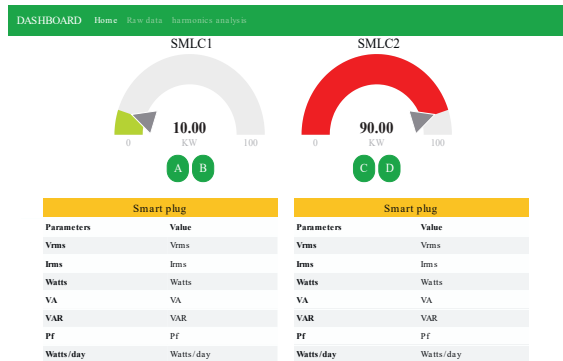 DASHBOARD Home Raw data harmonics analysis
SMLC1 SMLC2
10.00 90.00
0 KW 100 0 KW 100
A B C D
Smart plug Smart plug
Parameters Value Parameters Value
Vrms Vrms Vrms Vrms
Irms Irms Irms Irms
Watts Watts Watts Watts
VA VA VA VA
VAR VAR VAR VAR
Pf Pf Pf Pf
Watts/day Watts/day Watts/day Watts/day